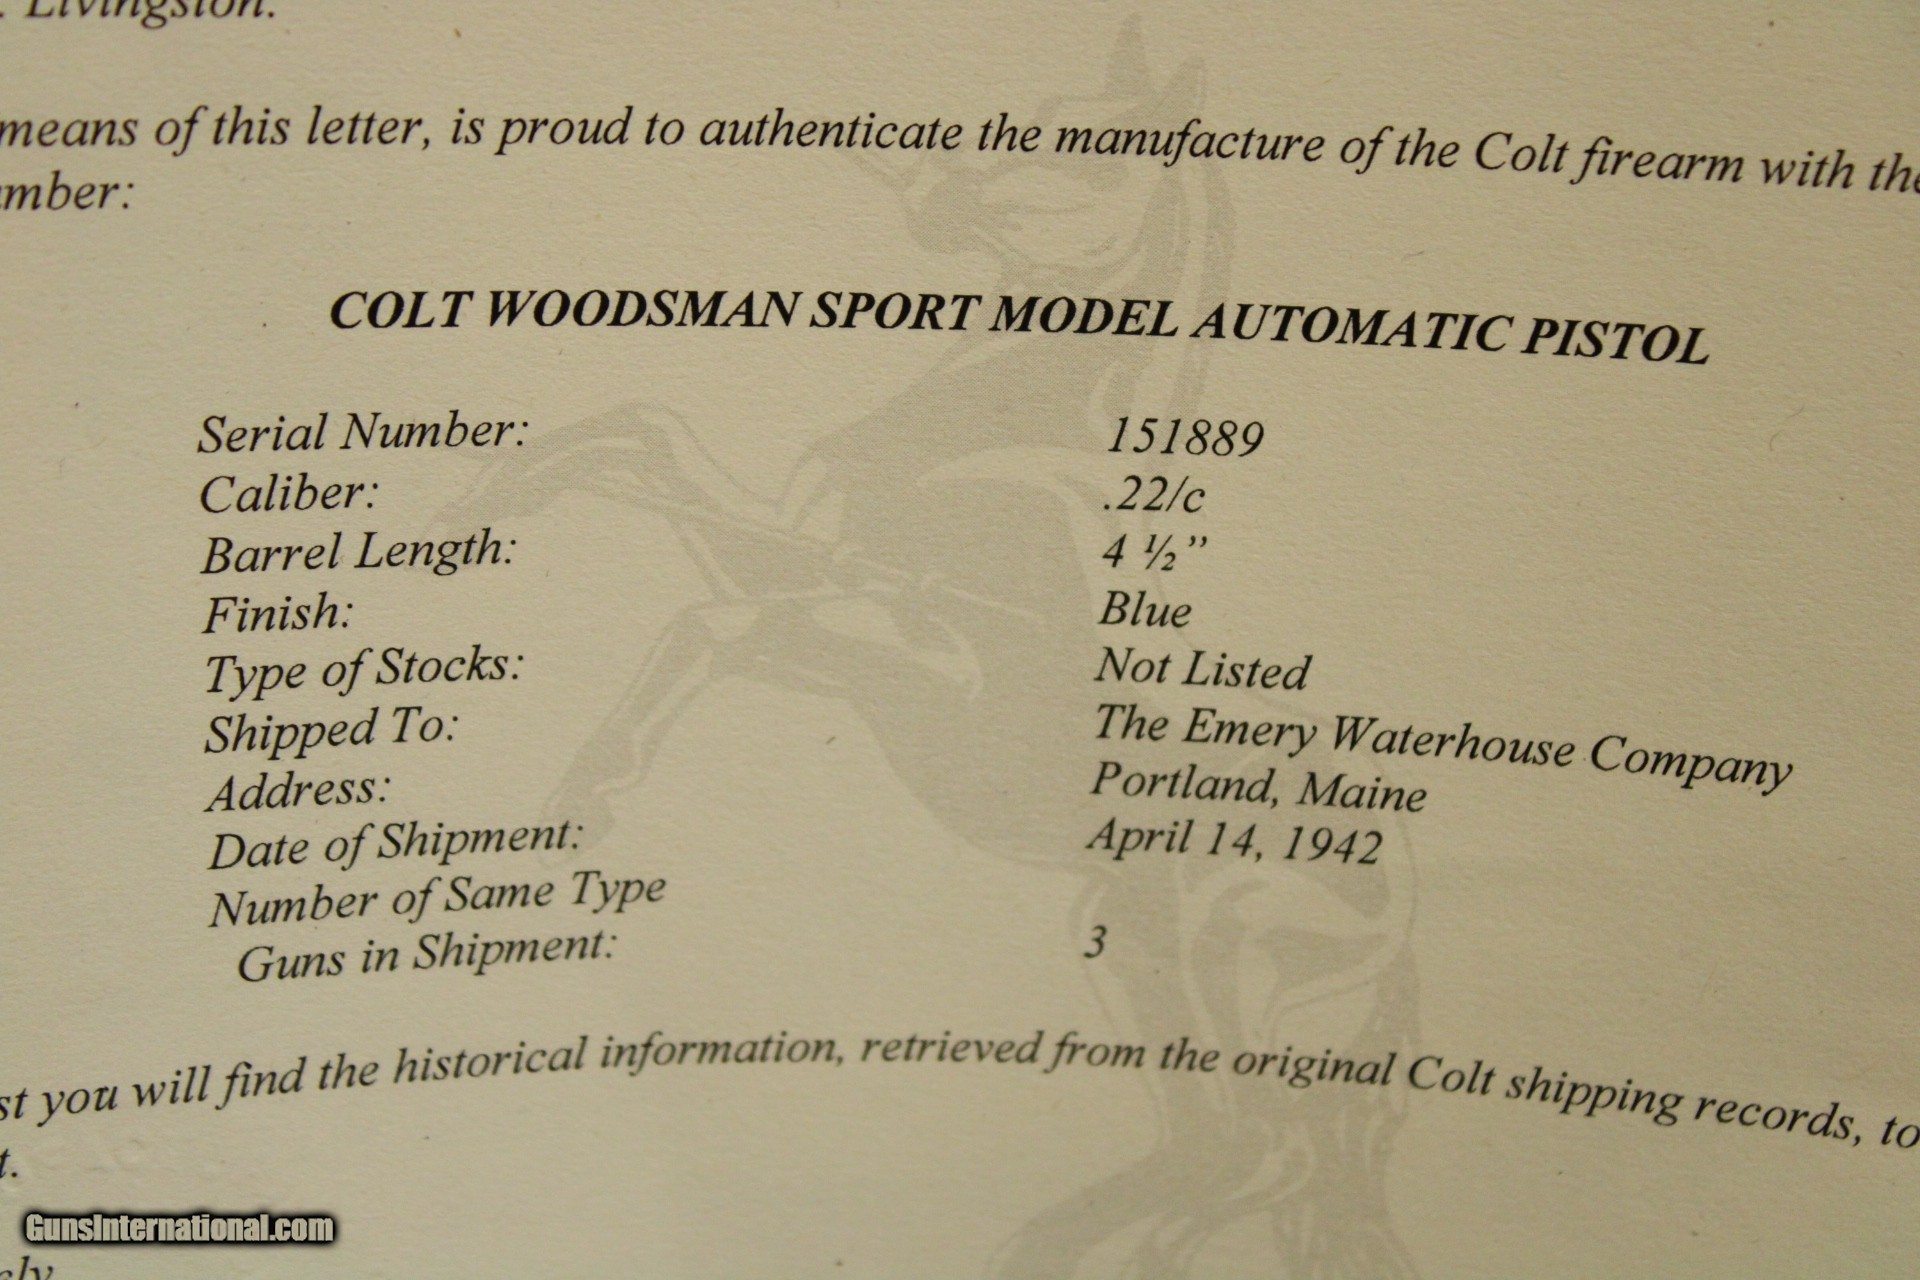 . Livingston.
means of this letter, is proud to authenticate the manufacture of the Colt firearm with the
mber:
COLT WOODSMAN SPORT MODEL AUTOMATIC PISTOL
Serial Number: 151889
Caliber: .22/c
Barrel Length: 4 ½”
Finish: Blue
Type of Stocks: Not Listed
Shipped To: The Emery Waterhouse Company
Address: Portland, Maine
Date of Shipment: April 14, 1942
Number of Same Type
Guns in Shipment: 3
st you will find the historical information, retrieved from the original Colt shipping records, to
t.
GunsInternational.com